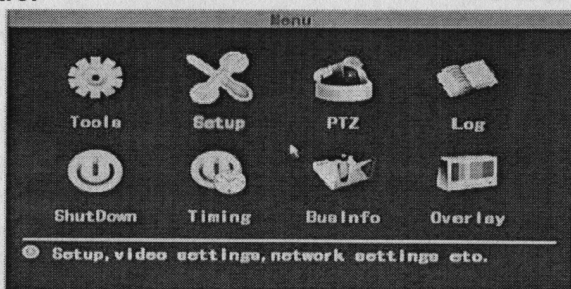 Menu
Tools Setup PTZ Log
ShutDown Timing BusInfo Overlay
Setup, video settings, network settings etc.